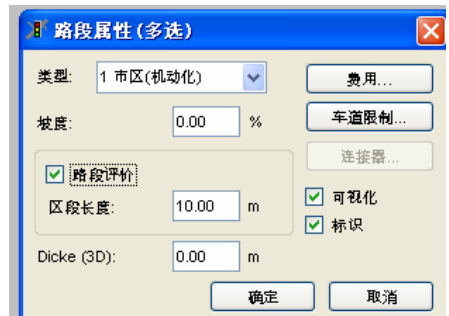 路段属性(多选)
类型: 1 市区(机动化)
费用...
坡度: 0.00 %
车道限制...
连接器...
路段评价
区段长度: 10.00 m
可视化
标识
Dicke (3D): 0.00 m
确定 取消